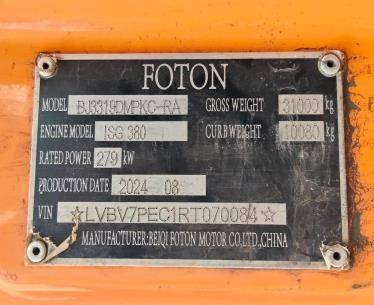 FOTON
MODEL BJ3319DMPKC-RA GROSS WEIGHT 31000 kg
ENGINE MODEL ISG 380 CURB WEIGHT 10080 kg
RATED POWER 279 kW
PRODUCTION DATE 2024 08
VIN ☆LVBV7PEC1RT070084☆
MANUFACTURER:BEIQI FOTON MOTOR CO,LTD,CHINA